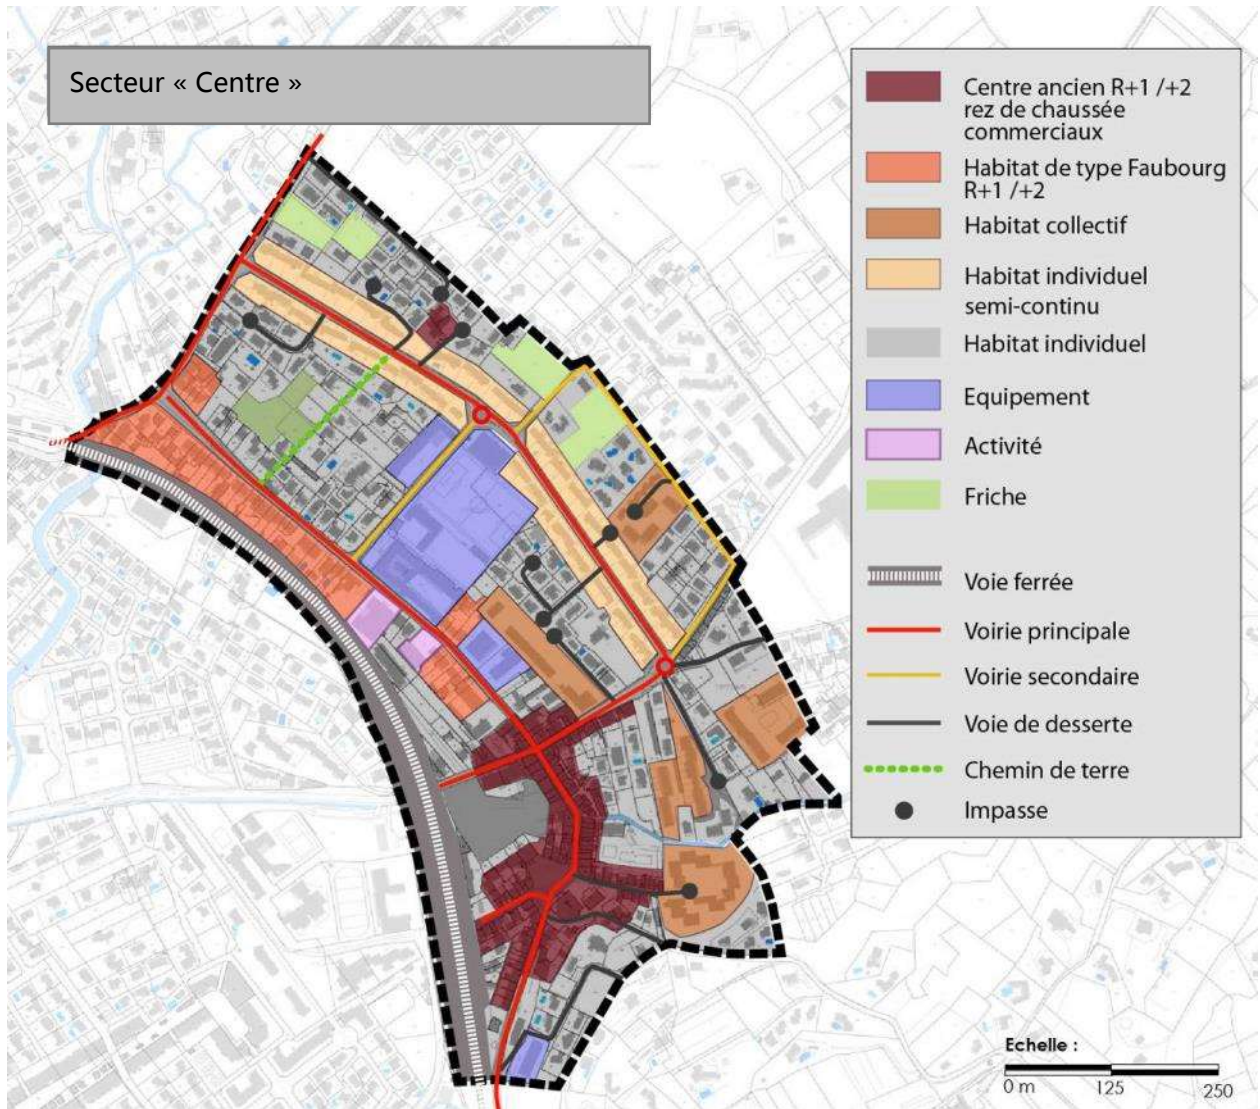 Secteur « Centre »
Centre ancien R+1 /+2
rez de chaussée
commerciaux
Habitat de type Faubourg
R+1 /+2
Habitat collectif
Habitat individuel
semi-continu
Habitat individuel
Equipement
Activité
Friche
Voie ferrée
Voirie principale
Voirie secondaire
Voie de desserte
Chemin de terre
Impasse
Echelle :
0 m 125 250